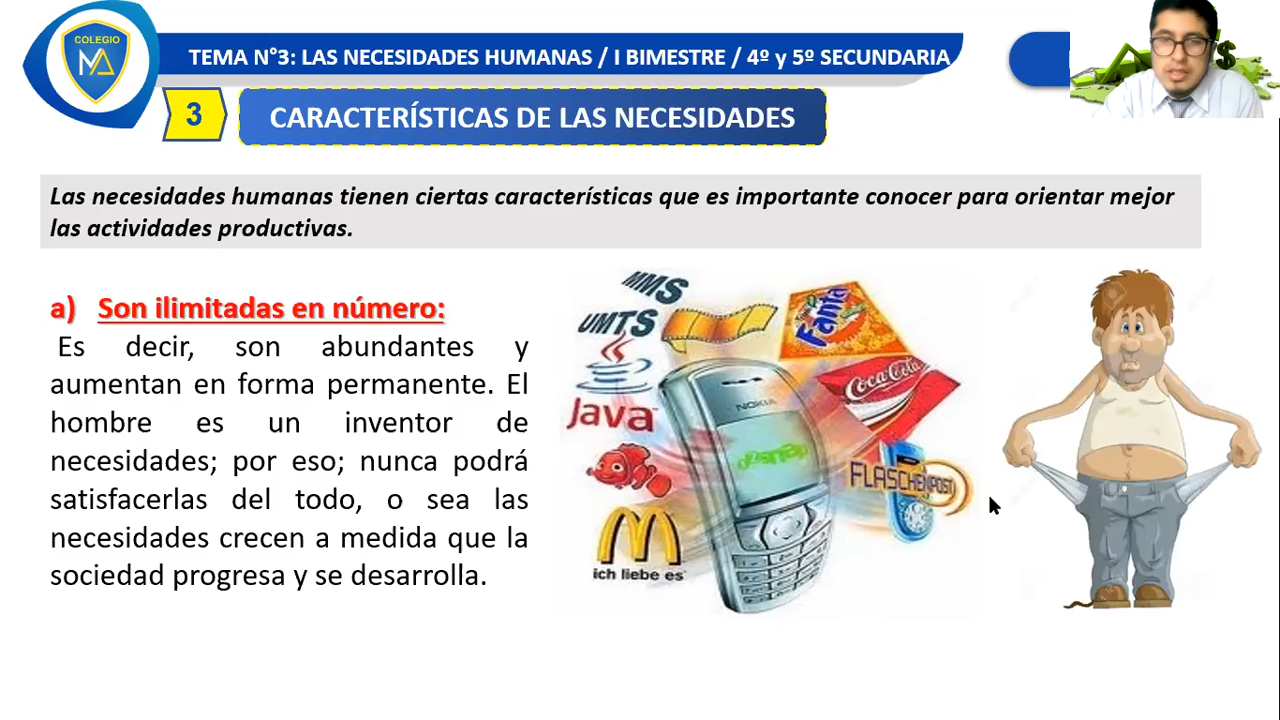 COLEGIO
MA
TEMA N°3: LAS NECESIDADES HUMANAS / I BIMESTRE / 4º y 5º SECUNDARIA
$
3
CARACTERÍSTICAS DE LAS NECESIDADES
Las necesidades humanas tienen ciertas características que es importante conocer para orientar mejor
las actividades productivas.
a) Son ilimitadas en número:
Es decir, son abundantes y
aumentan en forma permanente. El
hombre es un inventor de
necesidades; por eso; nunca podrá
satisfacerlas del todo, o sea las
necesidades crecen a medida que la
sociedad progresa y se desarrolla.
MMS
UMTS
Java
Fanta
Coca-Cola
NOKIA
FLASCHENPOST
M
ich liebe es